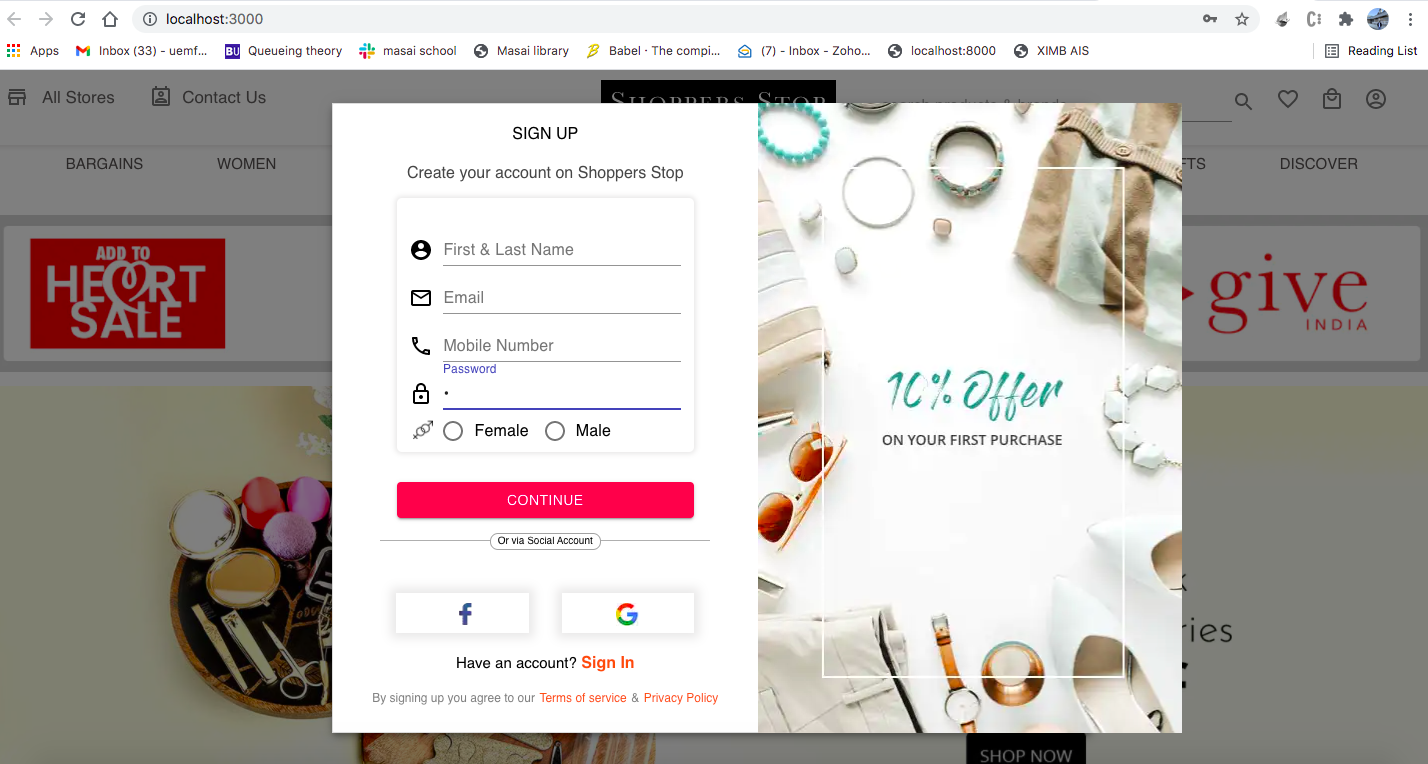 localhost:3000
Apps
Inbox (33) - uemf...
Queueing theory
masai school
Masai library
Babel · The compi...
(7) - Inbox - Zoho...
localhost:8000
XIMB AIS
Reading List
All Stores
Contact Us
SHOPPERS STOP
BARGAINS
WOMEN
DISCOVER
ADD TO
HEART
SALE
give
INDIA
SIGN UP
Create your account on Shoppers Stop
First & Last Name
Email
Mobile Number
Password
•
Female
Male
CONTINUE
Or via Social Account
Have an account? Sign In
By signing up you agree to our Terms of service & Privacy Policy
10% Offer
ON YOUR FIRST PURCHASE
SHOP NOW